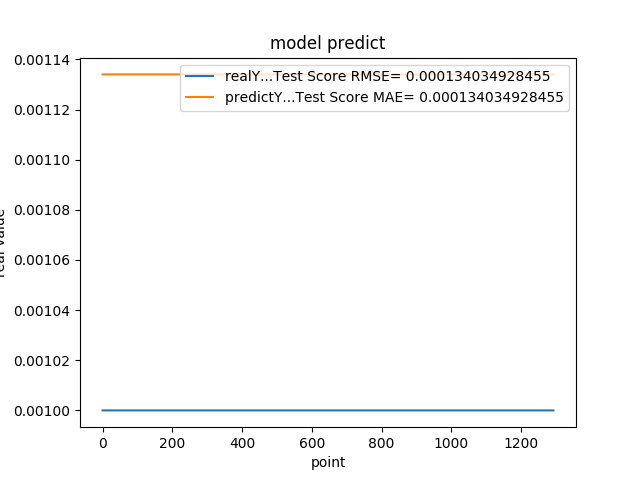 model predict
realY...Test Score RMSE= 0.000134034928455
predictY...Test Score MAE= 0.000134034928455
0.00114
0.00112
0.00110
0.00108
0.00106
0.00104
0.00102
0.00100
real value
0 200 400 600 800 1000 1200
point